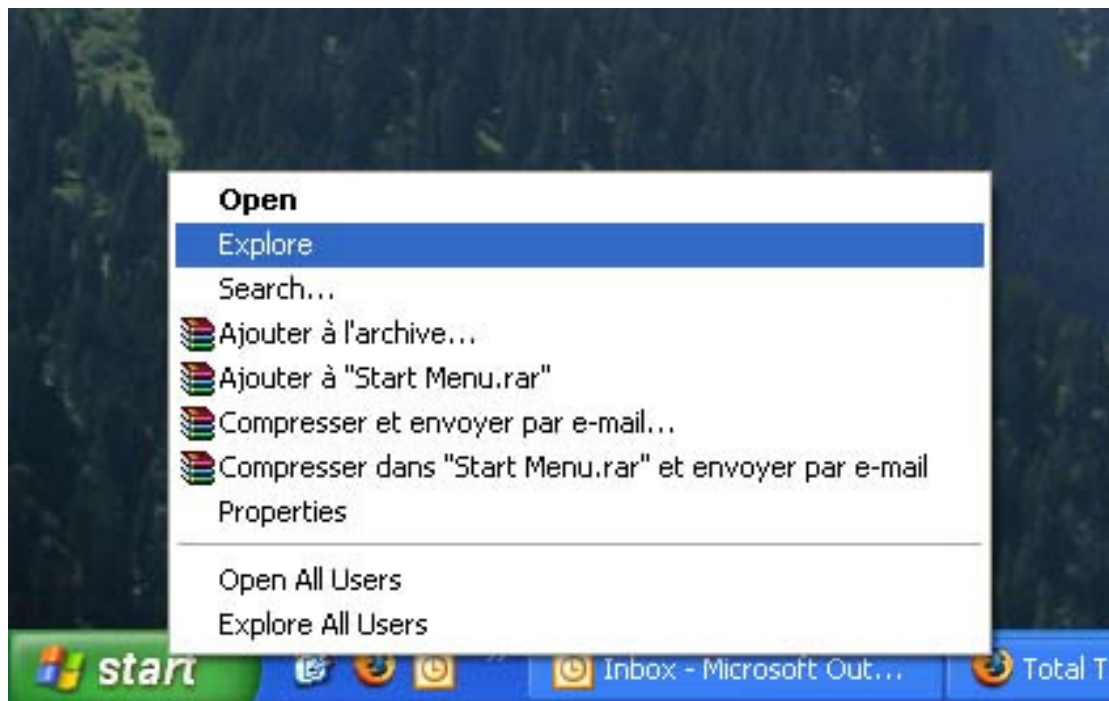 Open
Explore
Search...
Ajouter à l'archive...
Ajouter à "Start Menu.rar"
Compresser et envoyer par e-mail...
Compresser dans "Start Menu.rar" et envoyer par e-mail
Properties
Open All Users
Explore All Users
start
Inbox - Microsoft Out...
Total T